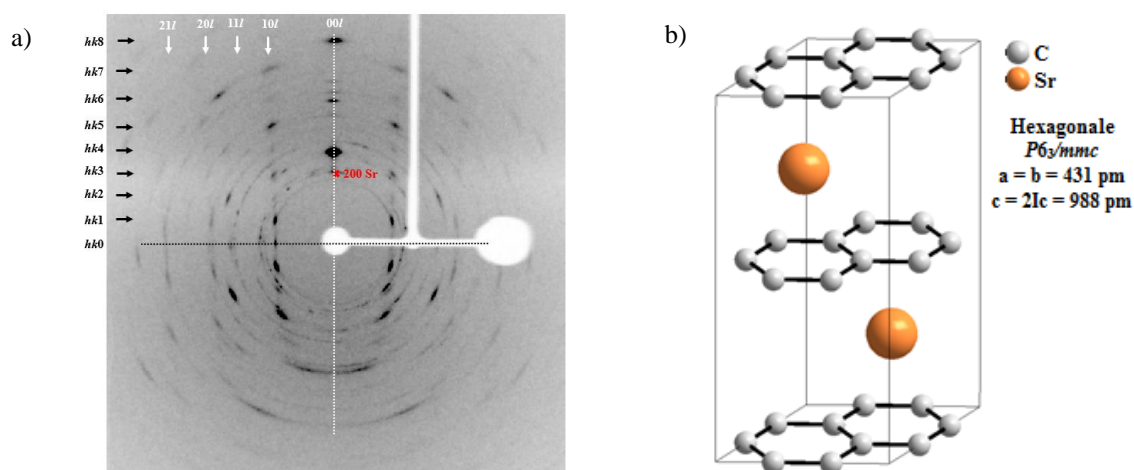 a)
21l 20l 11l 10l 00l
hk8
hk7
hk6
hk5
hk4
hk3
200 Sr
hk2
hk1
hk0
b)
C
Sr
Hexagonale
P6₃/mmc
a = b = 431 pm
c = 2Ic = 988 pm